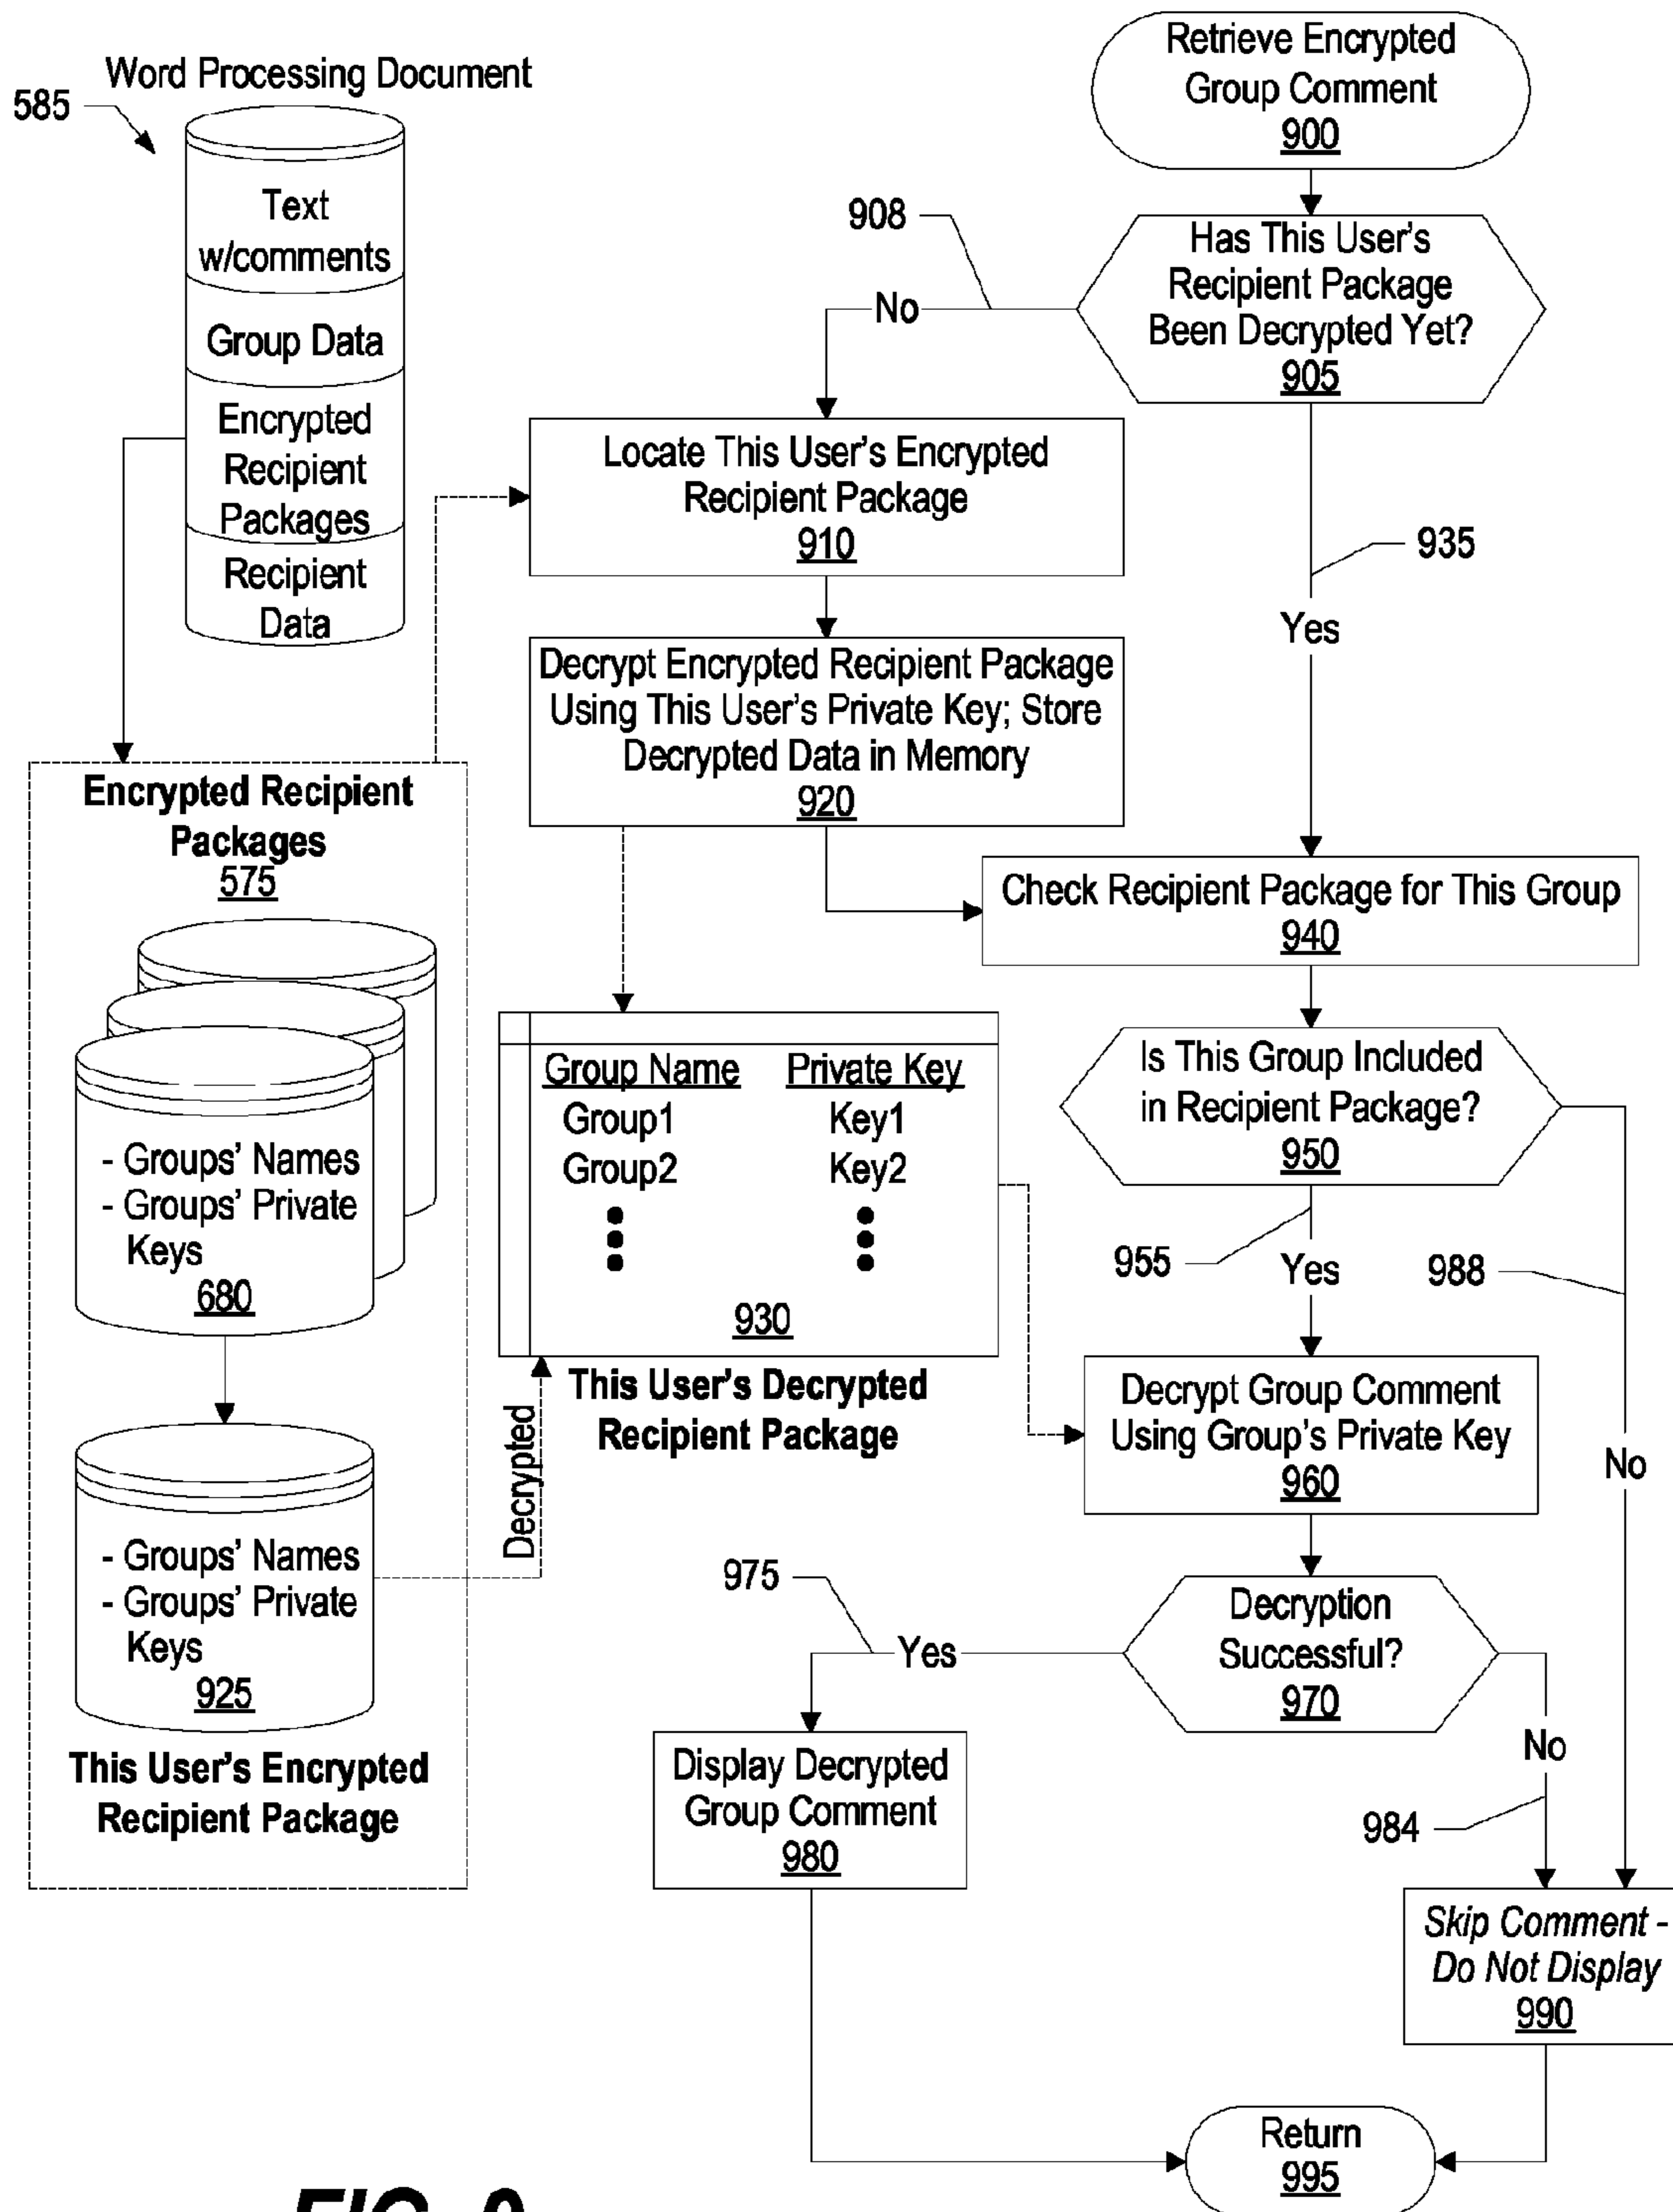 Retrieve Encrypted
Group Comment
900
Word Processing Document
585
Text
w/comments
Group Data
Encrypted
Recipient
Packages
Recipient
Data
908
No
Has This User's
Recipient Package
Been Decrypted Yet?
905
Locate This User's Encrypted
Recipient Package
910
935
Yes
Decrypt Encrypted Recipient Package
Using This User's Private Key; Store
Decrypted Data in Memory
920
Encrypted Recipient
Packages
575
Check Recipient Package for This Group
940
- Groups' Names
- Groups' Private
Keys
680
Group Name Private Key
Group1 Key1
Group2 Key2
930
This User's Decrypted
Recipient Package
Is This Group Included
in Recipient Package?
950
955
Yes
988
No
Decrypted
- Groups' Names
- Groups' Private
Keys
925
This User's Encrypted
Recipient Package
Decrypt Group Comment
Using Group's Private Key
960
975
Yes
Decryption
Successful?
970
No
984
Display Decrypted
Group Comment
980
Skip Comment -
Do Not Display
990
Return
995
FIG. 9